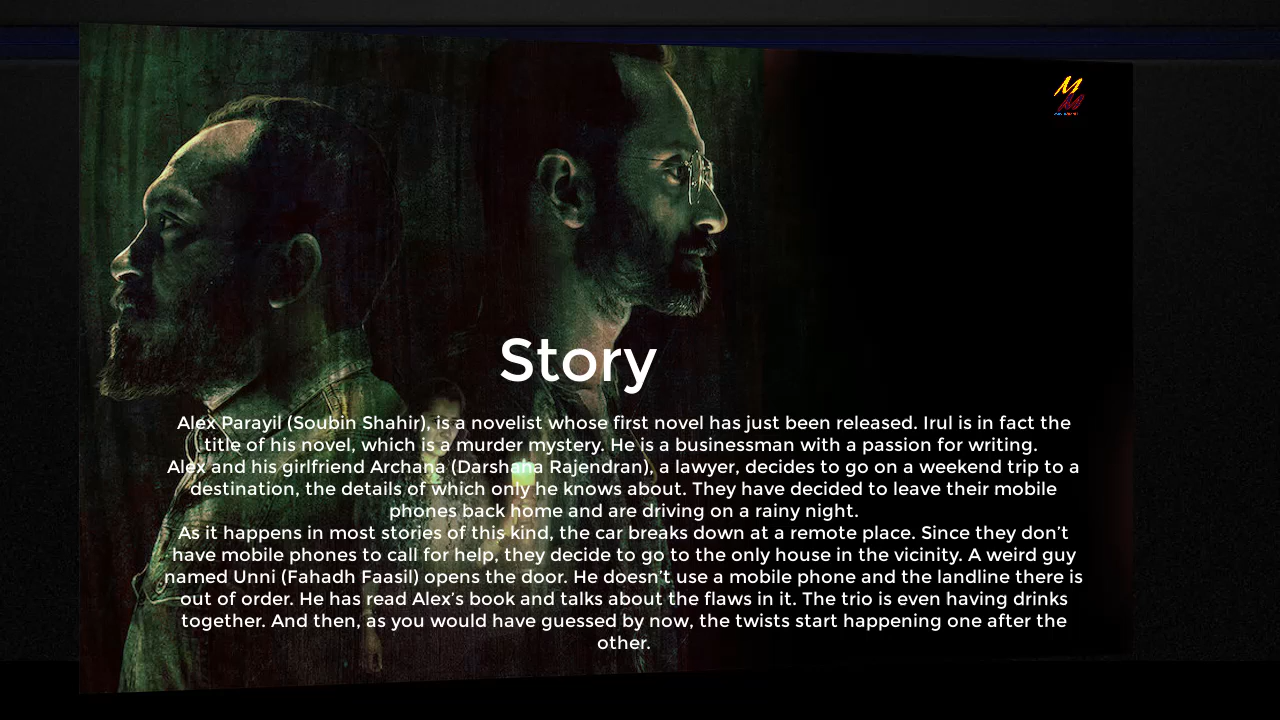 Story
Alex Parayil (Soubin Shahir), is a novelist whose first novel has just been released. Irul is in fact the
title of his novel, which is a murder mystery. He is a businessman with a passion for writing.
Alex and his girlfriend Archana (Darshana Rajendran), a lawyer, decides to go on a weekend trip to a
destination, the details of which only he knows about. They have decided to leave their mobile
phones back home and are driving on a rainy night.
As it happens in most stories of this kind, the car breaks down at a remote place. Since they don’t
have mobile phones to call for help, they decide to go to the only house in the vicinity. A weird guy
named Unni (Fahadh Faasil) opens the door. He doesn’t use a mobile phone and the landline there is
out of order. He has read Alex’s book and talks about the flaws in it. The trio is even having drinks
together. And then, as you would have guessed by now, the twists start happening one after the
other.